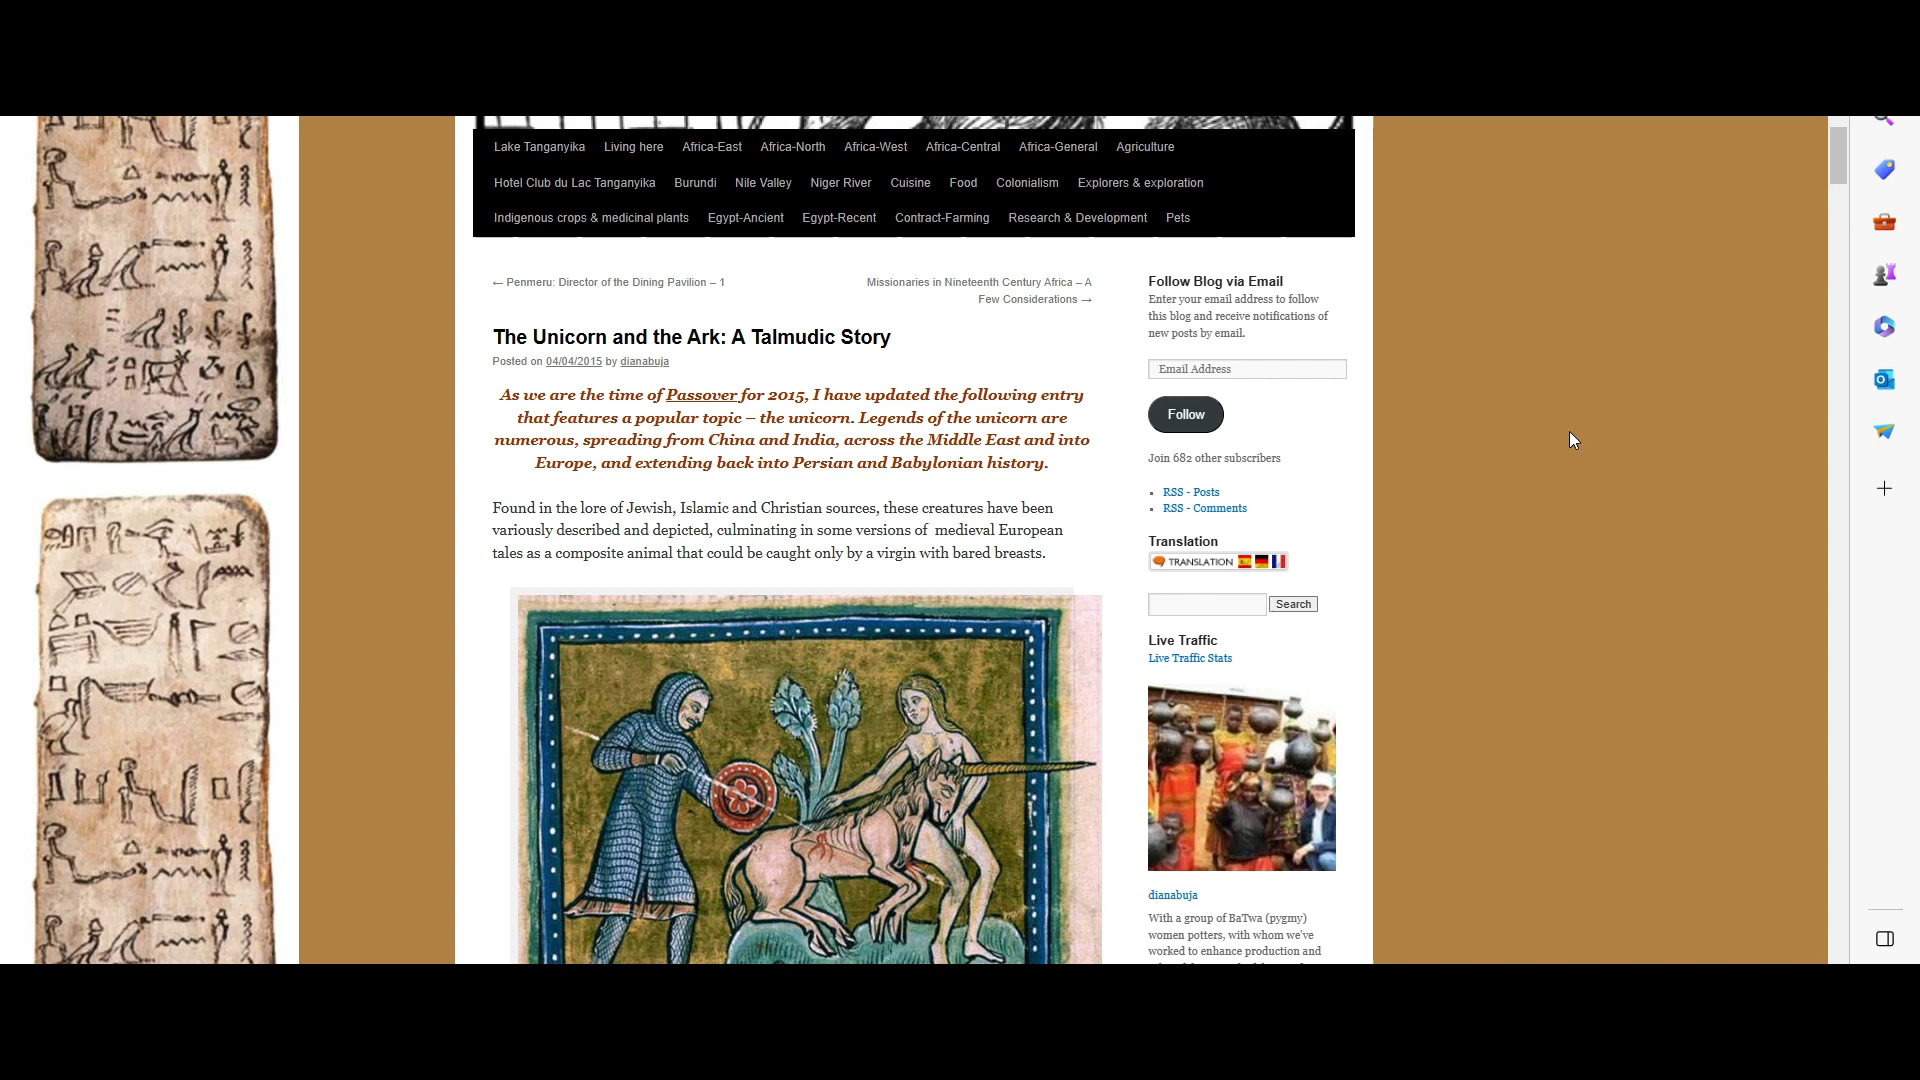 Lake Tanganyika Living here Africa-East Africa-North Africa-West Africa-Central Africa-General Agriculture
Hotel Club du Lac Tanganyika Burundi Nile Valley Niger River Cuisine Food Colonialism Explorers & exploration
Indigenous crops & medicinal plants Egypt-Ancient Egypt-Recent Contract-Farming Research & Development Pets
← Penmeru: Director of the Dining Pavilion – 1
Missionaries in Nineteenth Century Africa – A
Few Considerations →
The Unicorn and the Ark: A Talmudic Story
Posted on 04/04/2015 by dianabuja
As we are the time of Passover for 2015, I have updated the following entry
that features a popular topic – the unicorn. Legends of the unicorn are
numerous, spreading from China and India, across the Middle East and into
Europe, and extending back into Persian and Babylonian history.
Found in the lore of Jewish, Islamic and Christian sources, these creatures have been
variously described and depicted, culminating in some versions of medieval European
tales as a composite animal that could be caught only by a virgin with bared breasts.
Follow Blog via Email
Enter your email address to follow
this blog and receive notifications of
new posts by email.
Email Address
Follow
Join 682 other subscribers
RSS - Posts
RSS - Comments
Translation
TRANSLATION
Search
Live Traffic
Live Traffic Stats
dianabuja
With a group of BaTwa (pygmy)
women potters, with whom we've
worked to enhance production and